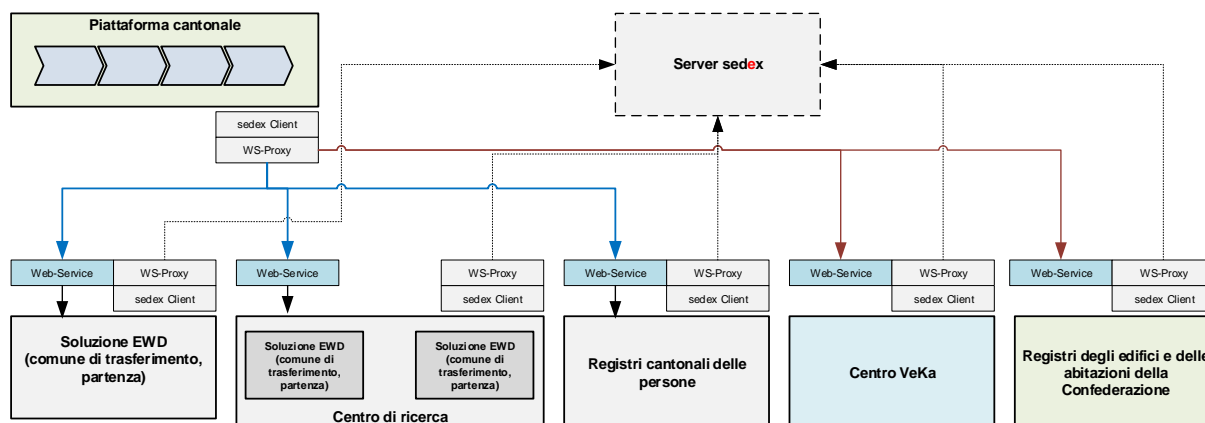 Piattaforma cantonale
Server sedex
sedex Client
WS-Proxy
Web-Service
WS-Proxy
sedex Client
Web-Service
WS-Proxy
sedex Client
Web-Service
WS-Proxy
sedex Client
Web-Service
WS-Proxy
sedex Client
Web-Service
WS-Proxy
sedex Client
Soluzione EWD
(comune di trasferimento,
partenza)
Soluzione EWD
(comune di
trasferimento,
partenza)
Soluzione EWD
(comune di
trasferimento,
partenza)
Centro di ricerca
Registri cantonali delle
persone
Centro VeKa
Registri degli edifici e delle
abitazioni della
Confederazione